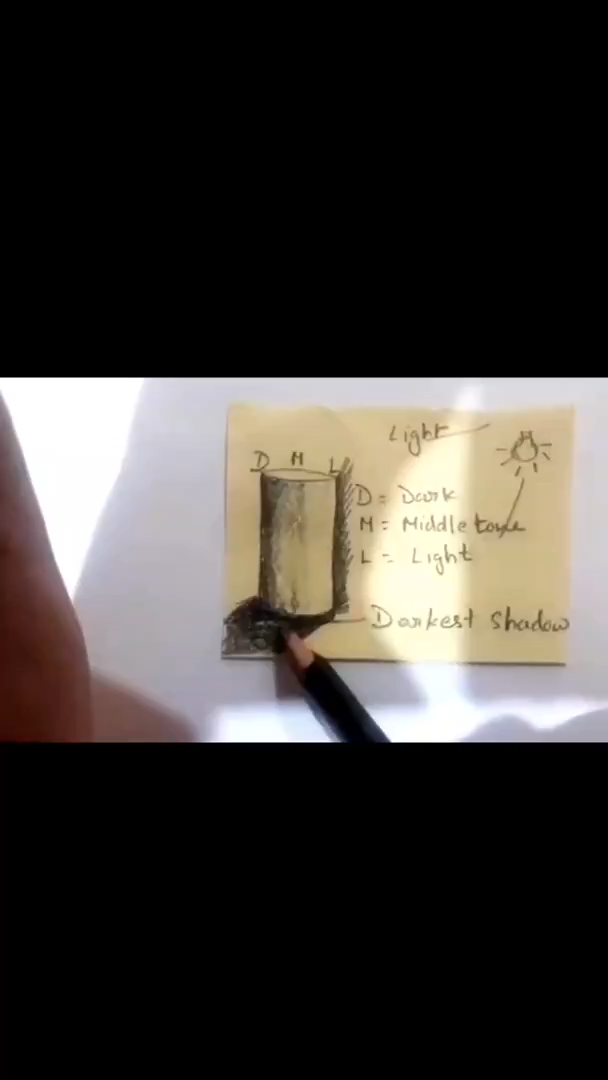 Light
D M L
D = Dark
M = Middle tone
L = Light
Darkest shadow